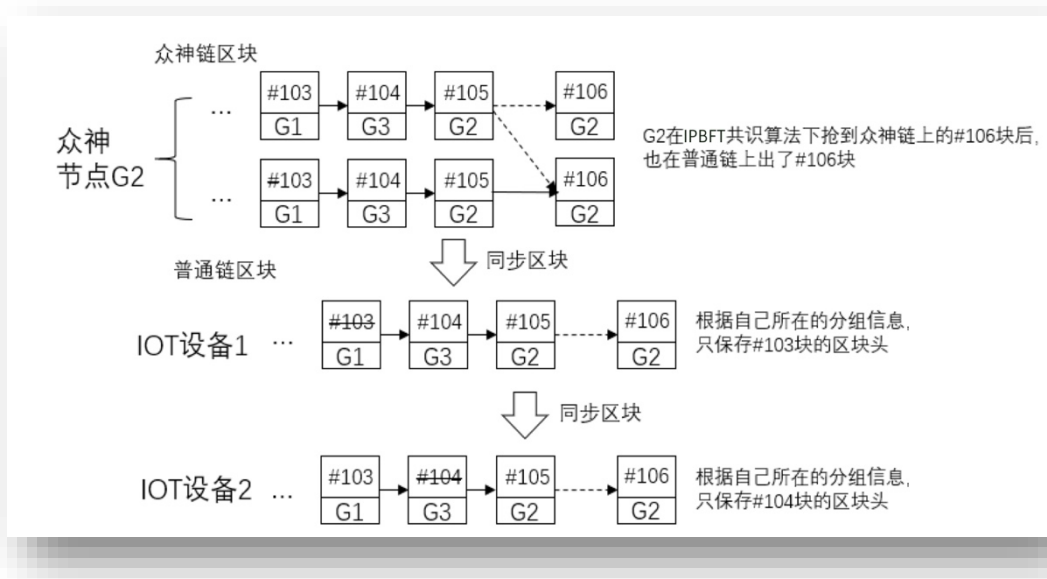 众神链区块
... #103 #104 #105 #106
G1 G3 G2 G2
众神
节点G2
G2在IPBFT共识算法下抢到众神链上的#106块后,
也在普通链上出了#106块
... #103 #104 #105 #106
G1 G3 G2 G2
普通链区块
同步区块
IOT设备1 ... #103 #104 #105 #106
G1 G3 G2 G2
根据自己所在的分组信息,
只保存#103块的区块头
同步区块
IOT设备2 ... #103 #104 #105 #106
G1 G3 G2 G2
根据自己所在的分组信息,
只保存#104块的区块头